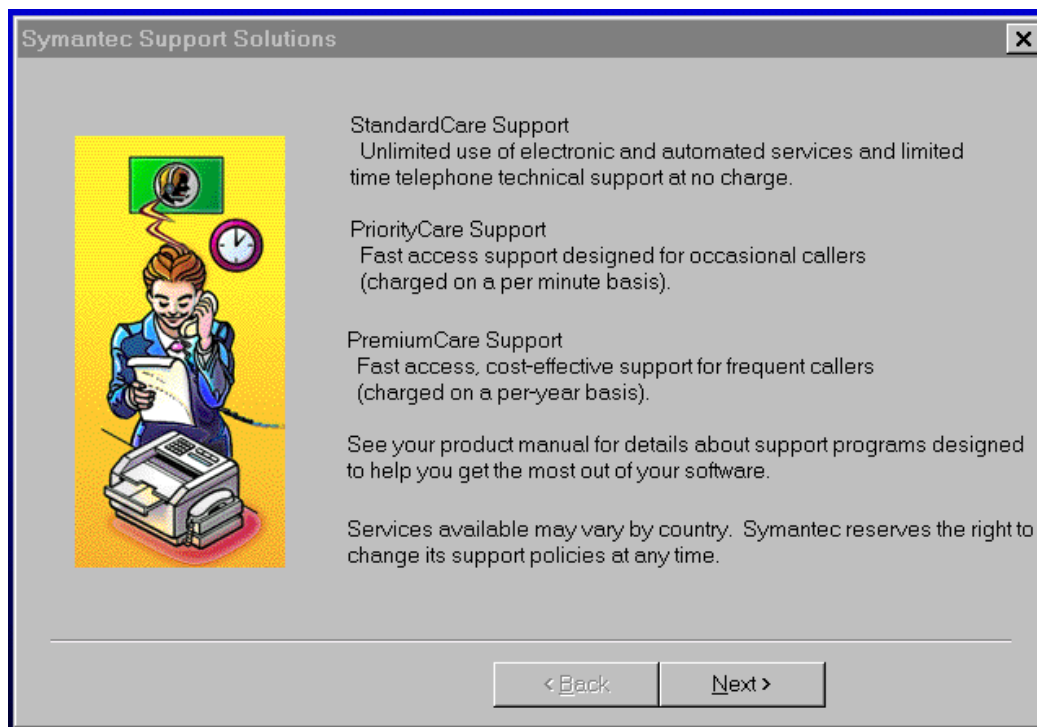 Symantec Support Solutions
StandardCare Support
Unlimited use of electronic and automated services and limited
time telephone technical support at no charge.
PriorityCare Support
Fast access support designed for occasional callers
(charged on a per minute basis).
PremiumCare Support
Fast access, cost-effective support for frequent callers
(charged on a per-year basis).
See your product manual for details about support programs designed
to help you get the most out of your software.
Services available may vary by country.  Symantec reserves the right to
change its support policies at any time.
< Back
Next >